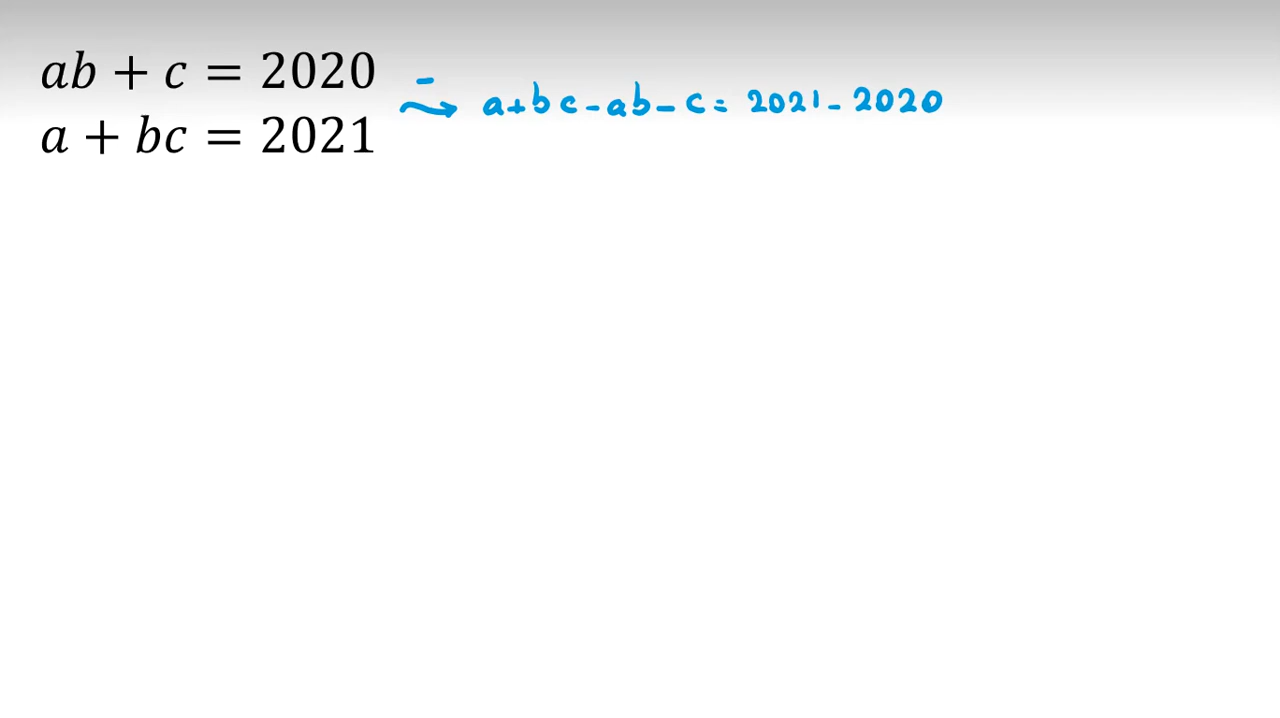 ab + c = 2020
a + bc = 2021
- → a+bc-ab-c= 2021-2020